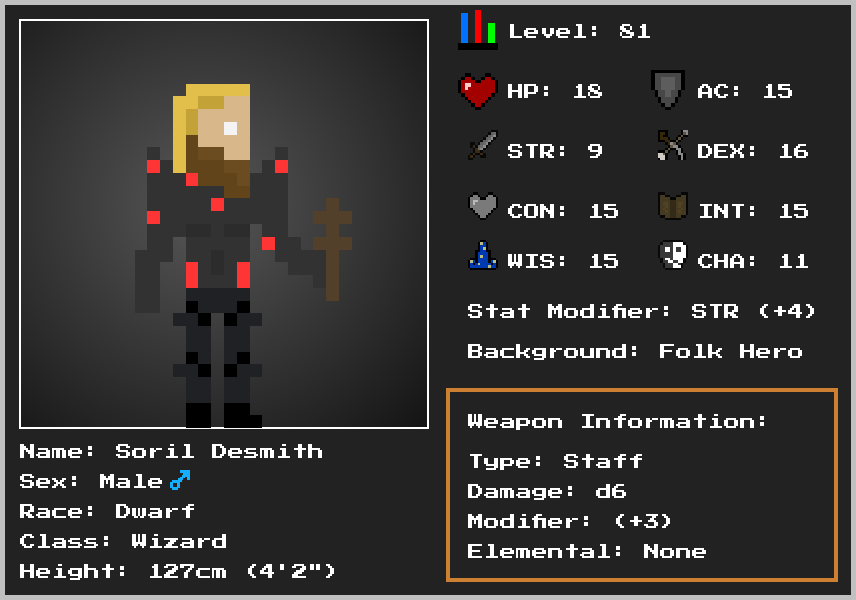 Level: 81
HP: 18 AC: 15
STR: 9 DEX: 16
CON: 15 INT: 15
WIS: 15 CHA: 11
Stat Modifier: STR (+4)
Background: Folk Hero
Weapon Information:
Type: Staff
Damage: d6
Modifier: (+3)
Elemental: None
Name: Soril Desmith
Sex: Male ♂
Race: Dwarf
Class: Wizard
Height: 127cm (4'2")